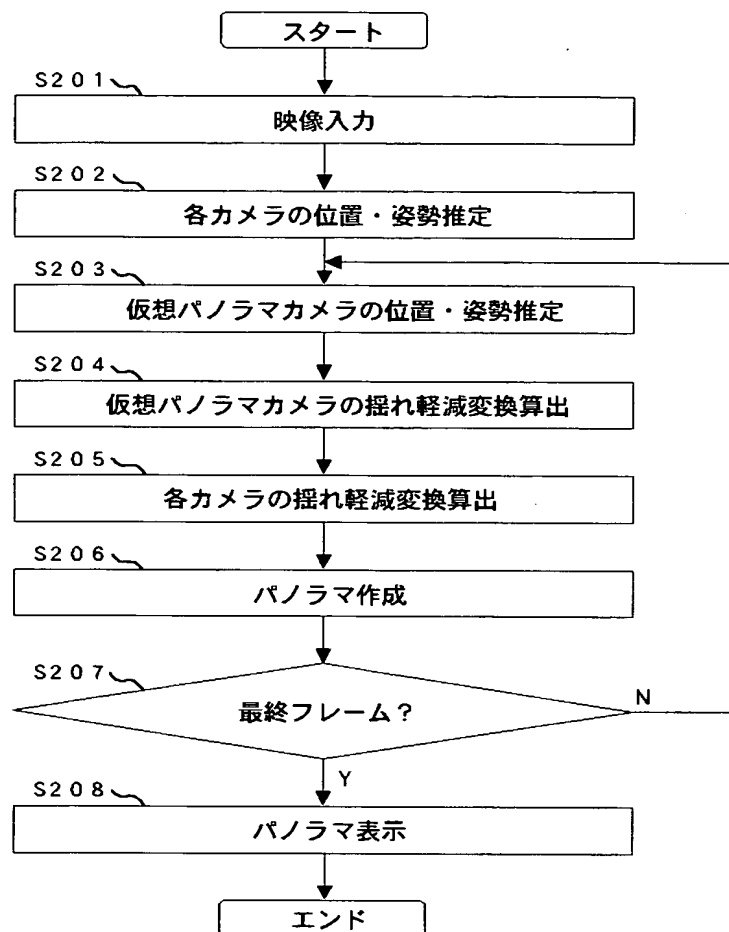 スタート
S201
映像入力
S202
各カメラの位置・姿勢推定
S203
仮想パノラマカメラの位置・姿勢推定
S204
仮想パノラマカメラの揺れ軽減変換算出
S205
各カメラの揺れ軽減変換算出
S206
パノラマ作成
S207
最終フレーム？
N
Y
S208
パノラマ表示
エンド